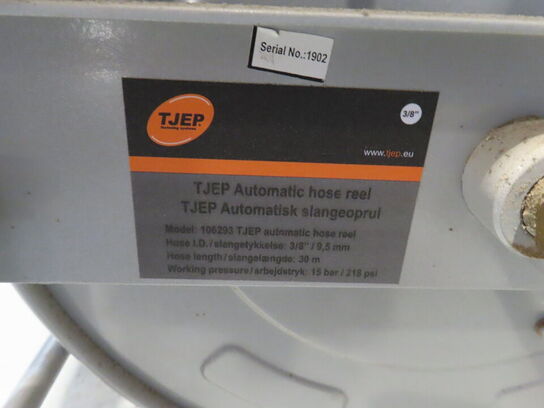 Serial No.:1902
TJEP
fastening systems
3/8"
www.tjep.eu
TJEP Automatic hose reel
TJEP Automatisk slangeoprul
Model: 106293 TJEP automatic hose reel
Hose I.D./slangetykkelse: 3/8" / 9,5 mm
Hose length/slangelængde: 30 m
Working pressure/arbejdstryk: 15 bar / 218 psi